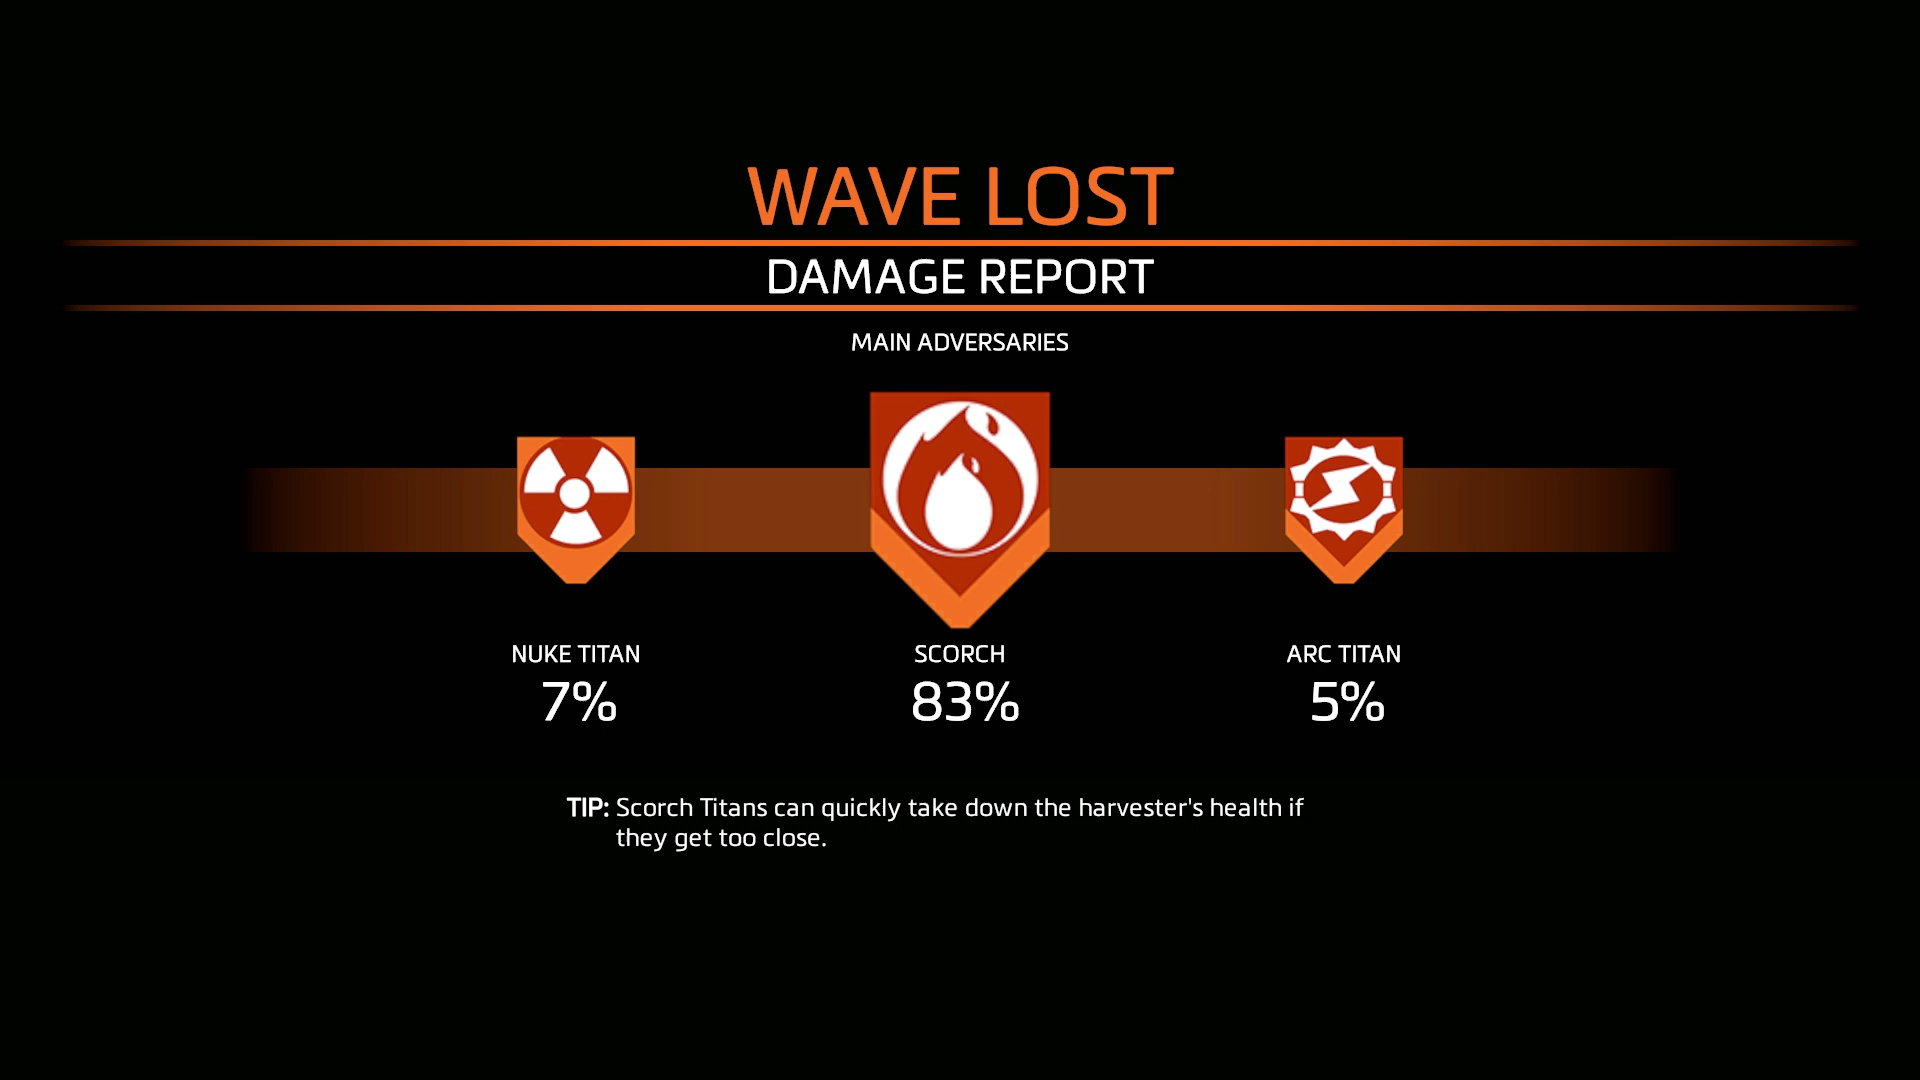 WAVE LOST
DAMAGE REPORT
MAIN ADVERSARIES
NUKE TITAN
SCORCH
ARC TITAN
7%
83%
5%
TIP: Scorch Titans can quickly take down the harvester's health if
they get too close.